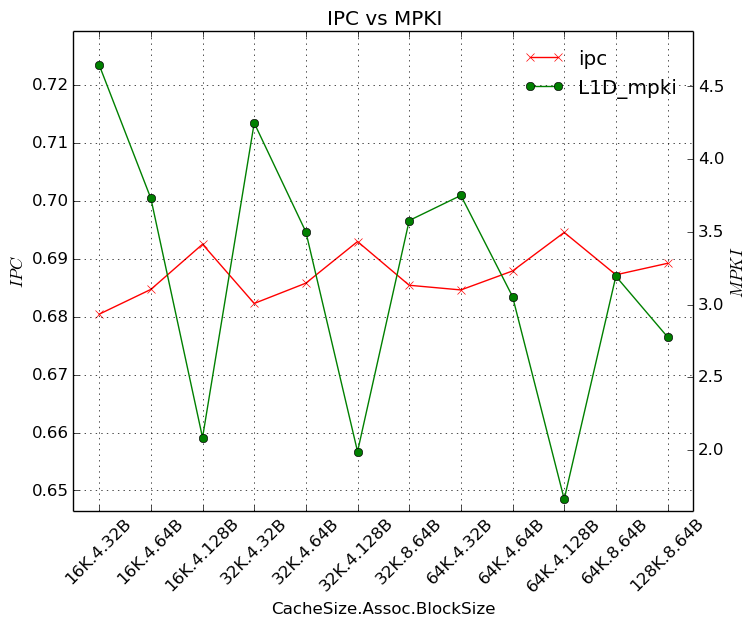 IPC vs MPKI
ipc
L1D_mpki
0.72
0.71
0.70
0.69
0.68
0.67
0.66
0.65
IPC
4.5
4.0
3.5
3.0
2.5
2.0
MPKI
16K.4.32B
16K.4.64B
16K.4.128B
32K.4.32B
32K.4.64B
32K.4.128B
32K.8.64B
64K.4.32B
64K.4.64B
64K.4.128B
64K.8.64B
128K.8.64B
CacheSize.Assoc.BlockSize